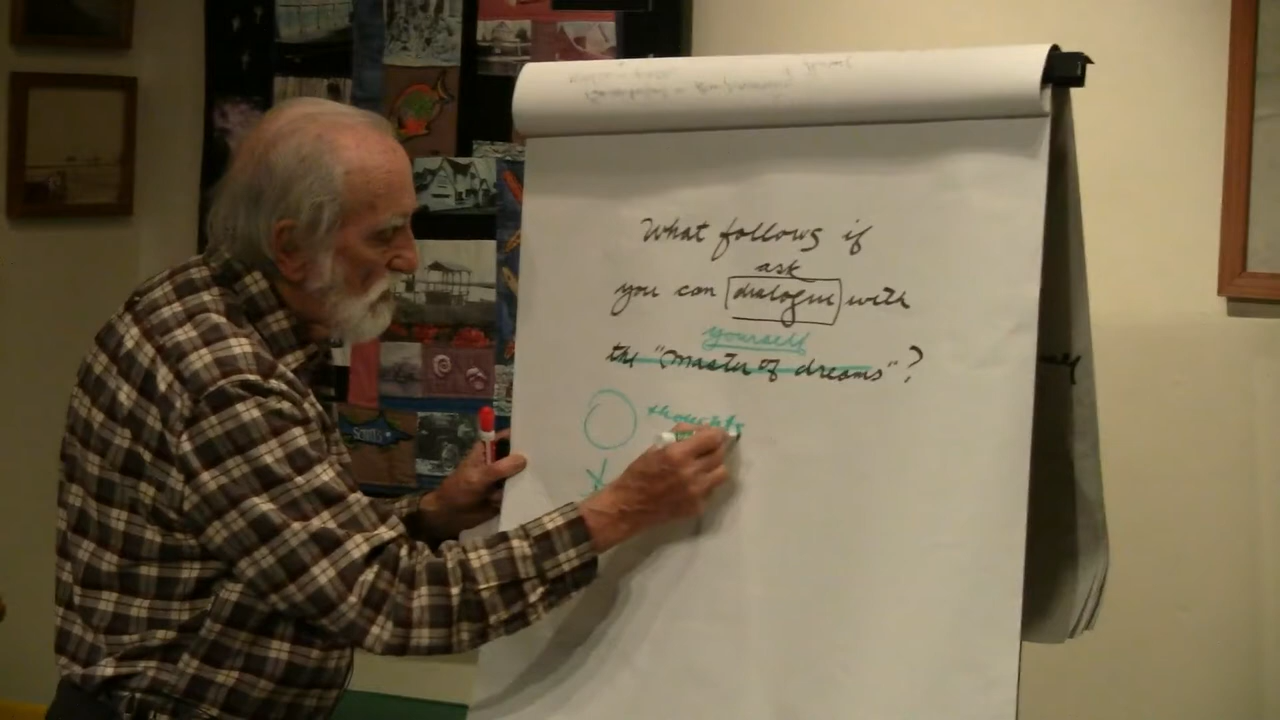 What follows if
ask
you can dialogue with
yourself
the "master of dreams"?
thoughts